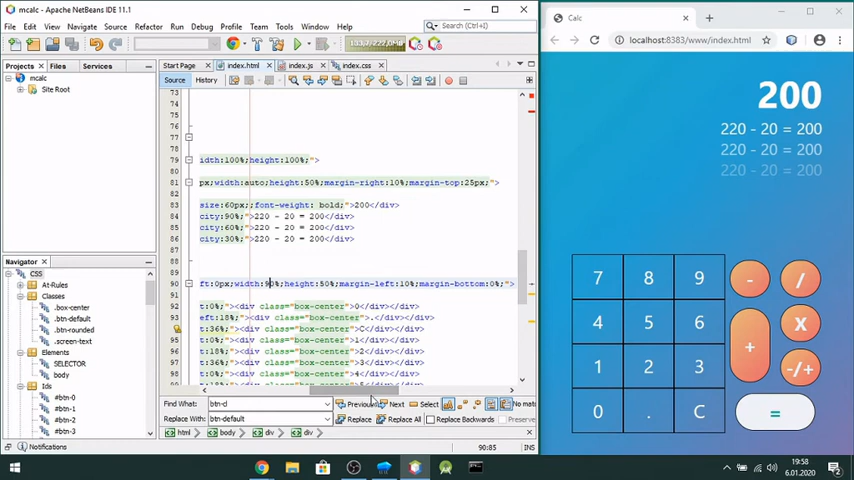 mcalc - Apache NetBeans IDE 11.1
File Edit View Navigate Source Refactor Run Debug Profile Team Tools Window Help
Search (Ctrl+I)
Projects Files Services
mcalc
Site Root
Start Page index.html index.js index.css
Source History
73
74
75
76
77
78
79 idth:100%;height:100%;">
80
81 px;width:auto;height:50%;margin-right:10%;margin-top:25px;">
82
83 size:60px;;font-weight: bold;">200</div>
84 city:90%;">220 - 20 = 200</div>
85 city:60%;">220 - 20 = 200</div>
86 city:30%;">220 - 20 = 200</div>
87
88
89
90 ft:0px;width:90%;height:50%;margin-left:10%;margin-bottom:0%;">
91
92 t:0%;"><div class="box-center">0</div>
93 eft:18%;"><div class="box-center">.</div>
t:36%;"><div class="box-center">C</div>
95 t:0%;"><div class="box-center">1</div>
96 t:18%;"><div class="box-center">2</div>
97 t:36%;"><div class="box-center">3</div>
98 t:0%;"><div class="box-center">4</div>
99 t:18%;"><div class="box-center">5</div>
Navigator
CSS
At-Rules
Classes
.box-center
.btn-default
.btn-rounded
.screen-text
Elements
SELECTOR
body
Ids
#btn-0
#btn-1
#btn-2
#btn-3
Find What: btn-d Previous Next Select
Replace With: btn-default Replace Replace All Replace Backwards
html body div div
Notifications
90:85 INS
Calc
localhost:8383/www/index.html
200
220 - 20 = 200
220 - 20 = 200
220 - 20 = 200
7 8 9 - /
4 5 6 + X
1 2 3 -/+
0 . C =
19:58
6.01.2020
2